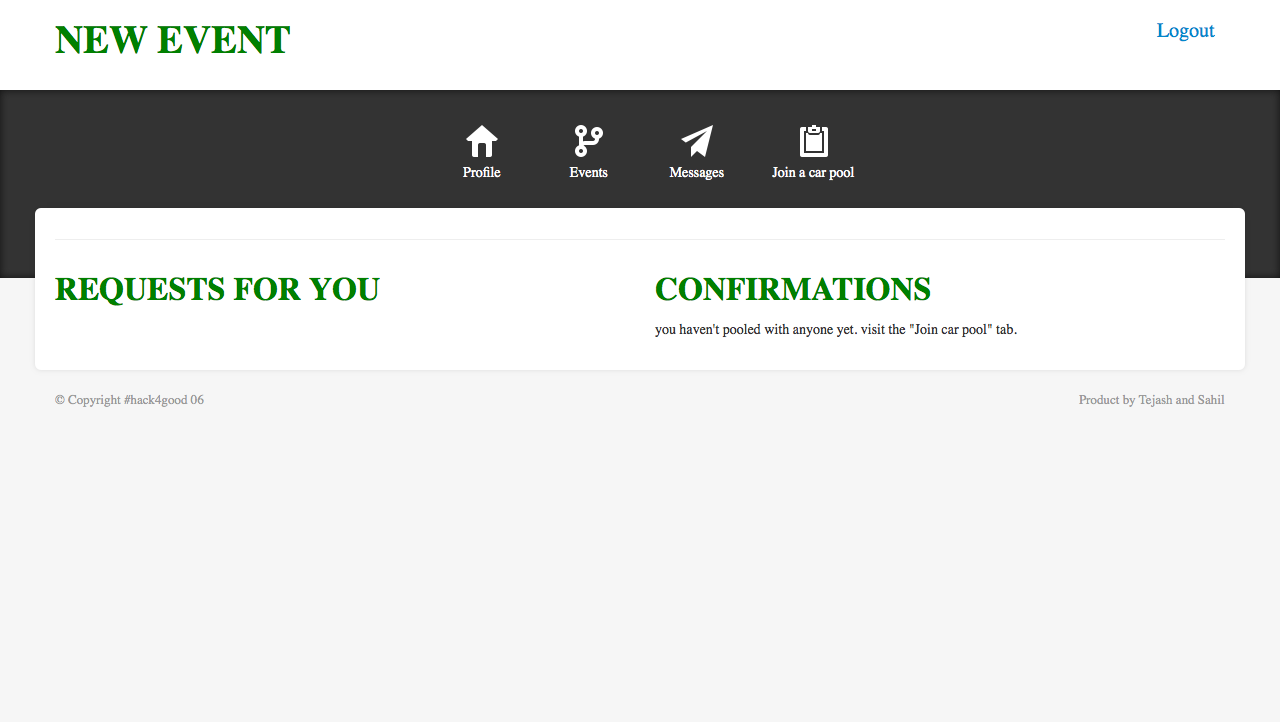 NEW EVENT
Logout
Profile
Events
Messages
Join a car pool
REQUESTS FOR YOU
CONFIRMATIONS
you haven't pooled with anyone yet. visit the "Join car pool" tab.
© Copyright #hack4good 06
Product by Tejash and Sahil